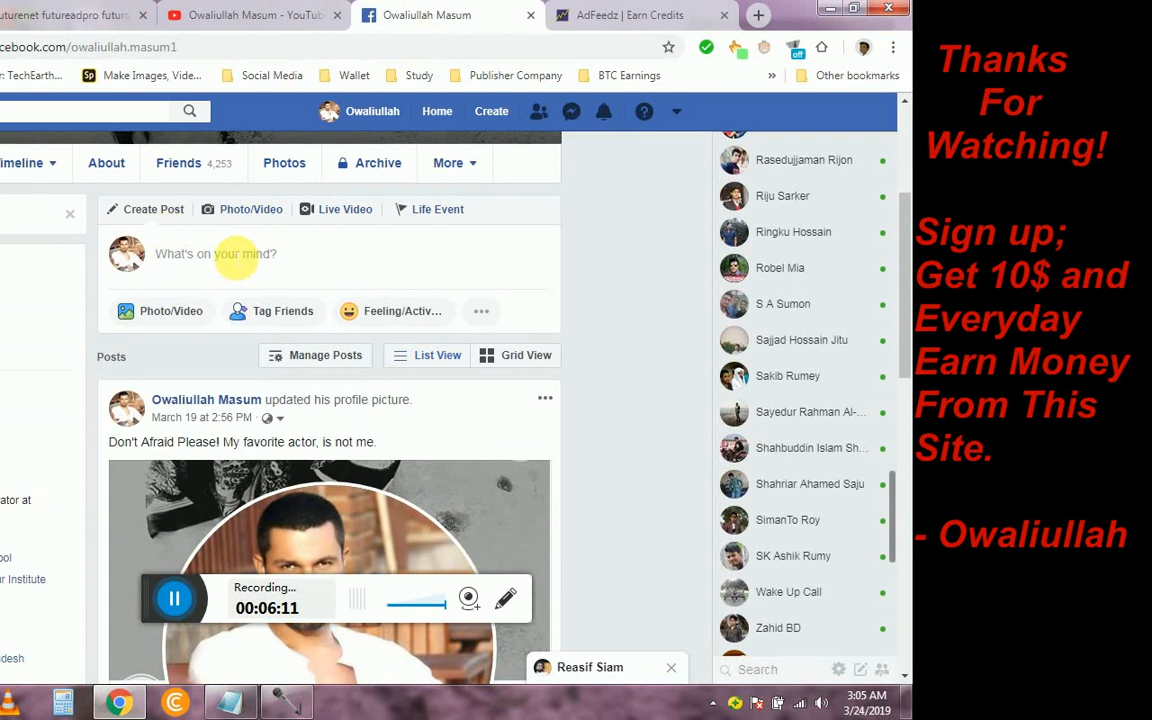 futurenet futureadpro futur
Owaliullah Masum - YouTub
Owaliullah Masum
AdFeedz | Earn Credits
cebook.com/owaliullah.masum1
r: TechEarth...
Make Images, Vide...
Social Media
Wallet
Study
Publisher Company
BTC Earnings
Other bookmarks
off
Owaliullah
Home
Create
imeline
About
Friends 4,253
Photos
Archive
More
Create Post
Photo/Video
Live Video
Life Event
What's on your mind?
Photo/Video
Tag Friends
Feeling/Activ...
Posts
Manage Posts
List View
Grid View
Owaliullah Masum updated his profile picture.
March 19 at 2:56 PM
Don't Afraid Please! My favorite actor, is not me.
rator at
ool
ur Institute
desh
Recording...
00:06:11
Rasedujjaman Rijon
Riju Sarker
Ringku Hossain
Robel Mia
S A Sumon
Sajjad Hossain Jitu
Sakib Rumey
Sayedur Rahman Al-...
Shahbuddin Islam Sh...
Shahriar Ahamed Saju
SimanTo Roy
SK Ashik Rumy
Wake Up Call
Zahid BD
Search
Reasif Siam
3:05 AM
3/24/2019
Thanks
For
Watching!
Sign up;
Get 10$ and
Everyday
Earn Money
From This
Site.
- Owaliullah